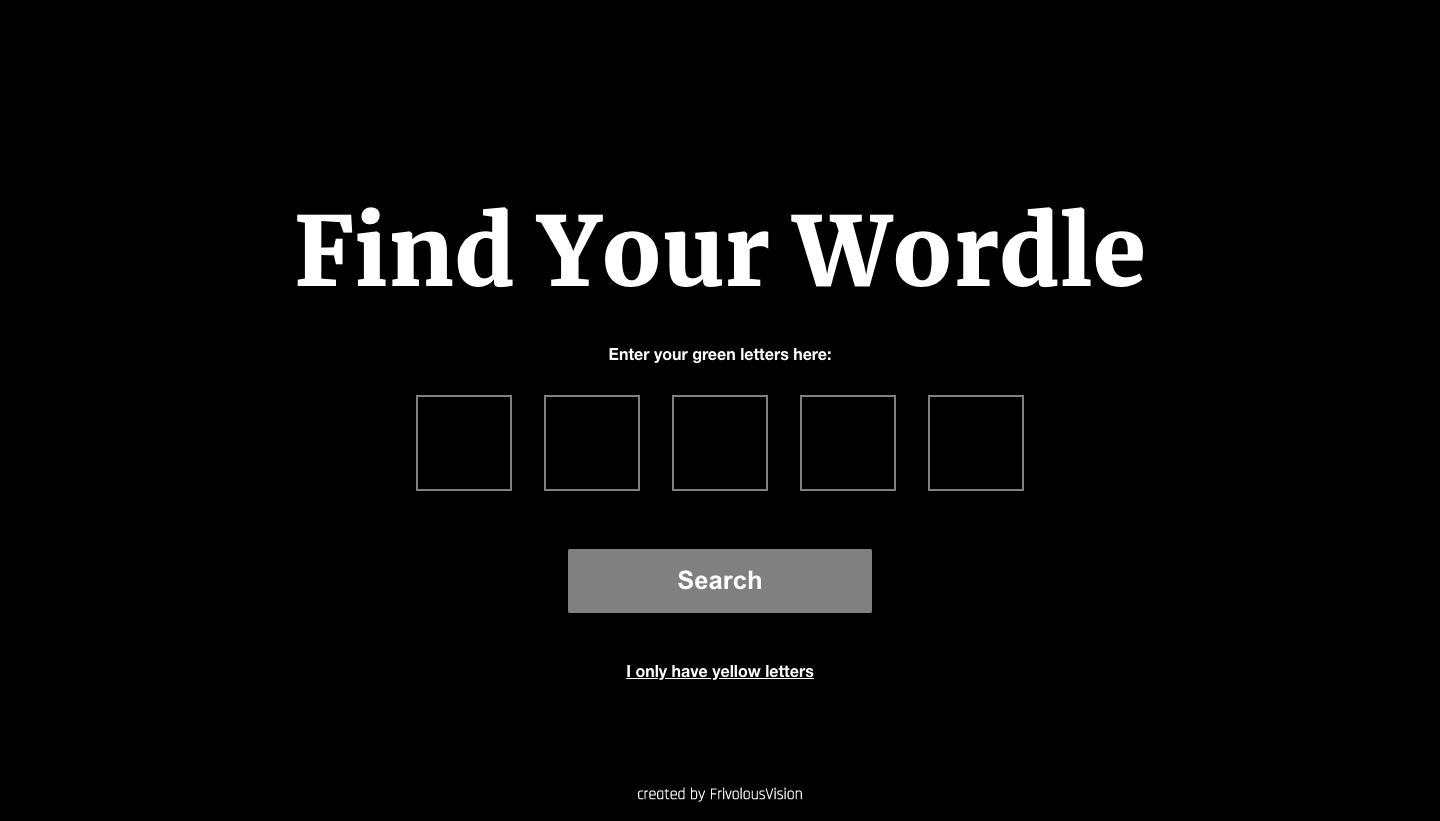 Find Your Wordle
Enter your green letters here:
Search
I only have yellow letters
created by FrivolousVision